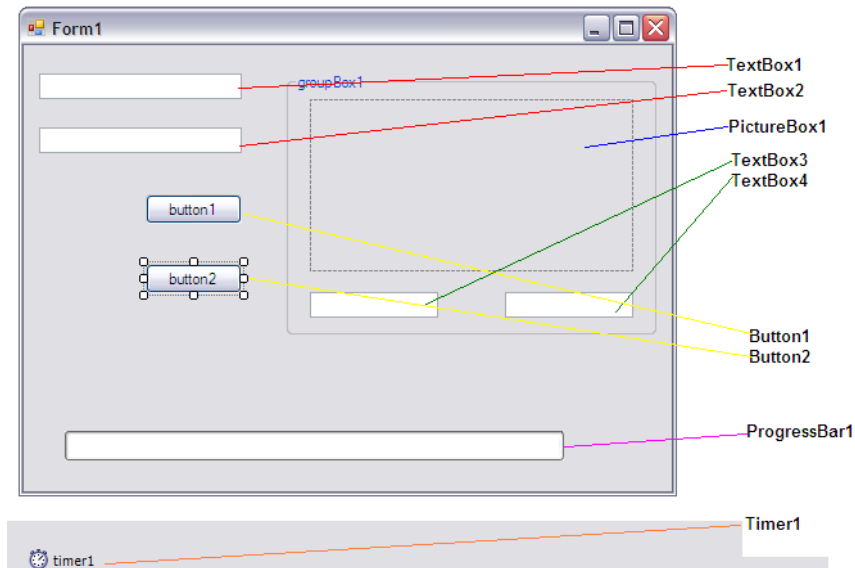 Form1
TextBox1
groupBox1
TextBox2
PictureBox1
TextBox3
TextBox4
button1
button2
Button1
Button2
ProgressBar1
Timer1
timer1